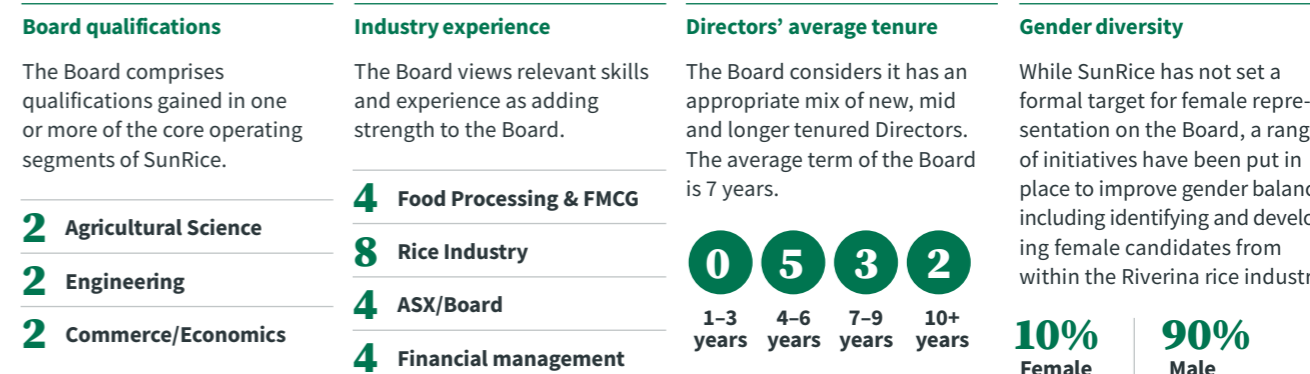 Board qualifications
The Board comprises
qualifications gained in one
or more of the core operating
segments of SunRice.
2 Agricultural Science
2 Engineering
2 Commerce/Economics
Industry experience
The Board views relevant skills
and experience as adding
strength to the Board.
4 Food Processing & FMCG
8 Rice Industry
4 ASX/Board
4 Financial management
Directors’ average tenure
The Board considers it has an
appropriate mix of new, mid
and longer tenured Directors.
The average term of the Board
is 7 years.
0 5 3 2
1–3 4–6 7–9 10+
years years years years
Gender diversity
While SunRice has not set a
formal target for female repre-
sentation on the Board, a rang
of initiatives have been put in
place to improve gender balanc
including identifying and develo
ing female candidates from
within the Riverina rice industr
10% 90%
Female Male